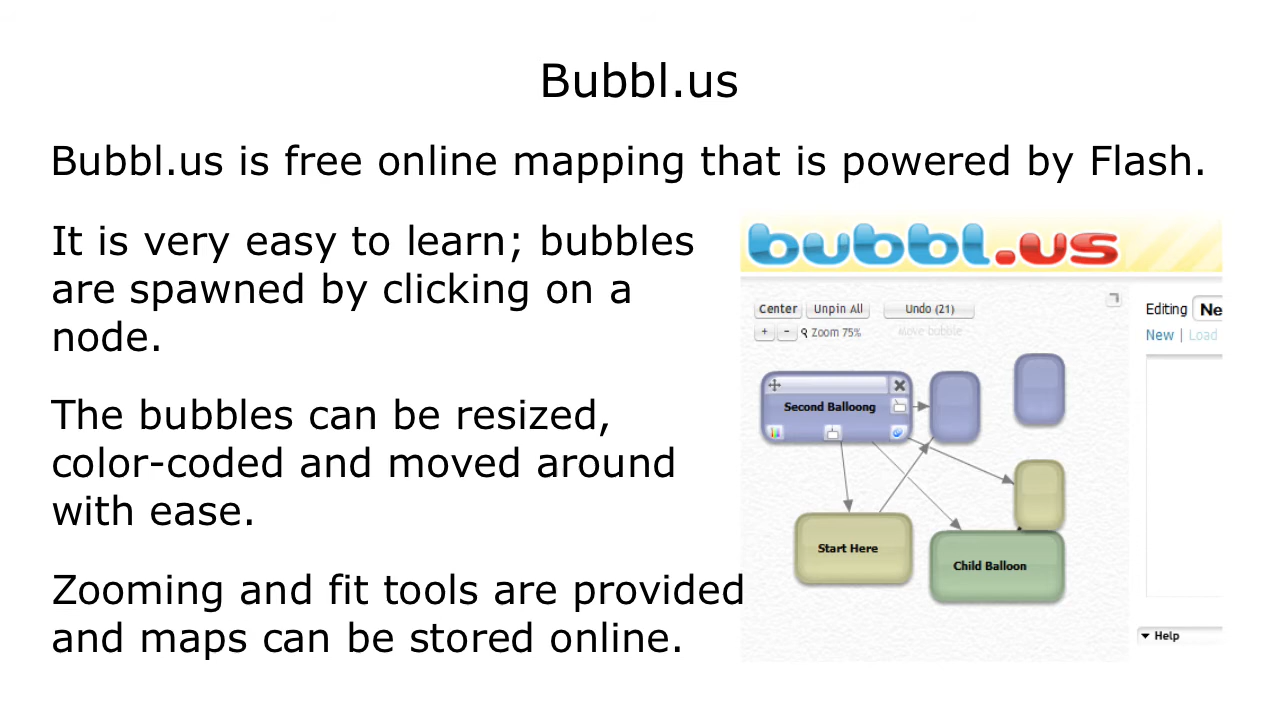 Bubbl.us
Bubbl.us is free online mapping that is powered by Flash.
It is very easy to learn; bubbles
are spawned by clicking on a
node.
The bubbles can be resized,
color-coded and moved around
with ease.
Zooming and fit tools are provided
and maps can be stored online.
bubbl.us
Center Unpin All Undo (21)
+ - Zoom 75% Move bubble
Editing Ne
New | Load
Second Balloong
Start Here
Child Balloon
Help